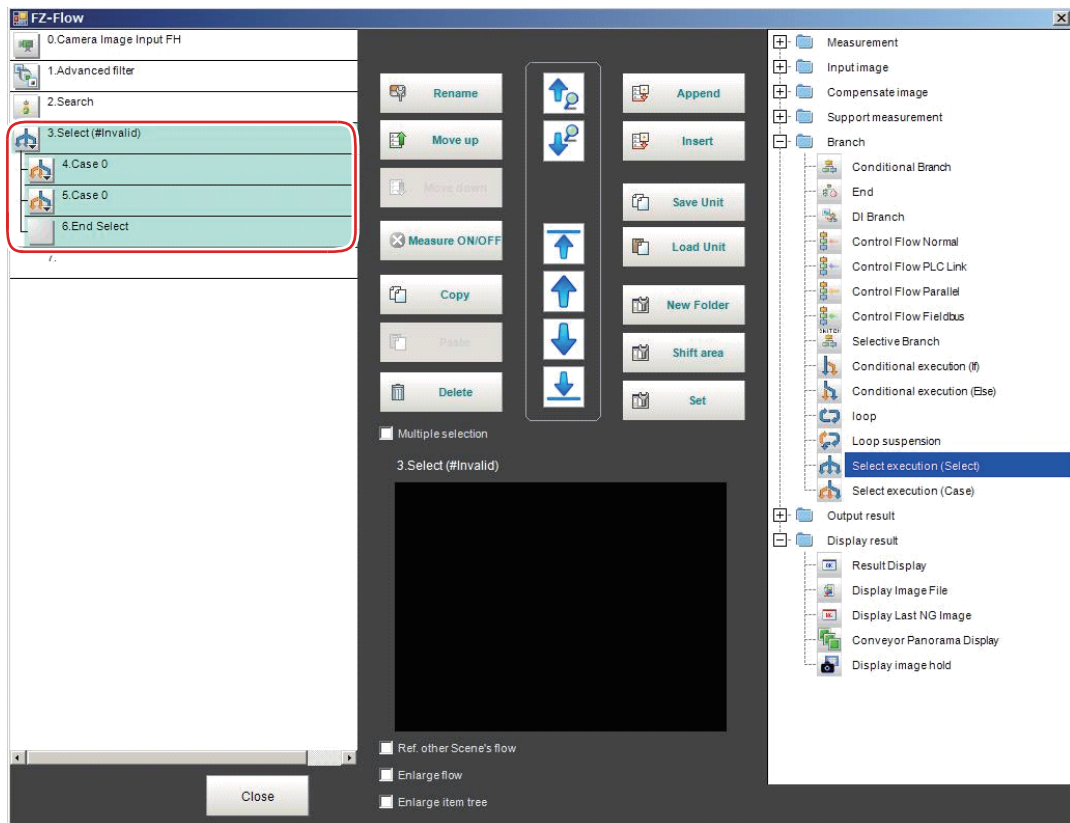 FZ-Flow
0.Camera Image Input FH
1.Advanced filter
2.Search
3.Select (#Invalid)
4.Case 0
5.Case 0
6.End Select
7.
Close
Rename
Move up
Move down
Measure ON/OFF
Copy
Paste
Delete
Append
Insert
Save Unit
Load Unit
New Folder
Shift area
Set
Multiple selection
3.Select (#Invalid)
Ref. other Scene's flow
Enlarge flow
Enlarge item tree
Measurement
Input image
Compensate image
Support measurement
Branch
Conditional Branch
End
DI Branch
Control Flow Normal
Control Flow PLC Link
Control Flow Parallel
Control Flow Fieldbus
Selective Branch
Conditional execution (If)
Conditional execution (Else)
loop
Loop suspension
Select execution (Select)
Select execution (Case)
Output result
Display result
Result Display
Display Image File
Display Last NG Image
Conveyor Panorama Display
Display image hold